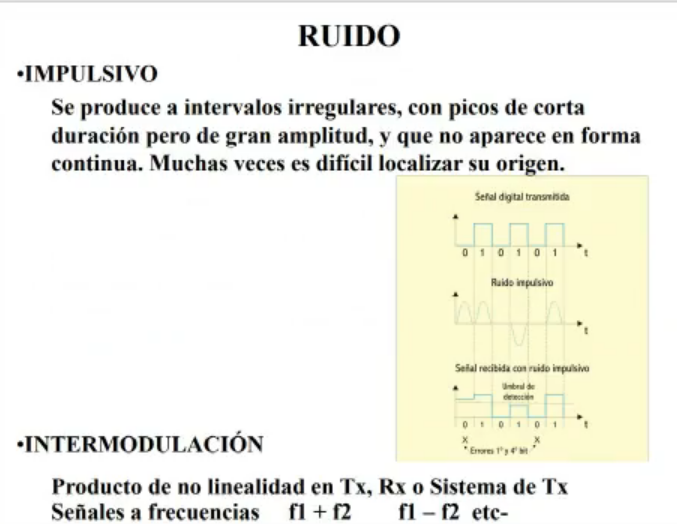 RUIDO
•IMPULSIVO
Se produce a intervalos irregulares, con picos de corta
duración pero de gran amplitud, y que no aparece en forma
continua. Muchas veces es difícil localizar su origen.
Señal digital transmitida
0 1 0 1 0 1 t
Ruido impulsivo
t
Señal recibida con ruido impulsivo
Umbral de
detección
0 1 0 1 0 1 t
X X
* Errores 1º y 4º bit *
•INTERMODULACIÓN
Producto de no linealidad en Tx, Rx o Sistema de Tx
Señales a frecuencias f1 + f2 f1 – f2 etc-